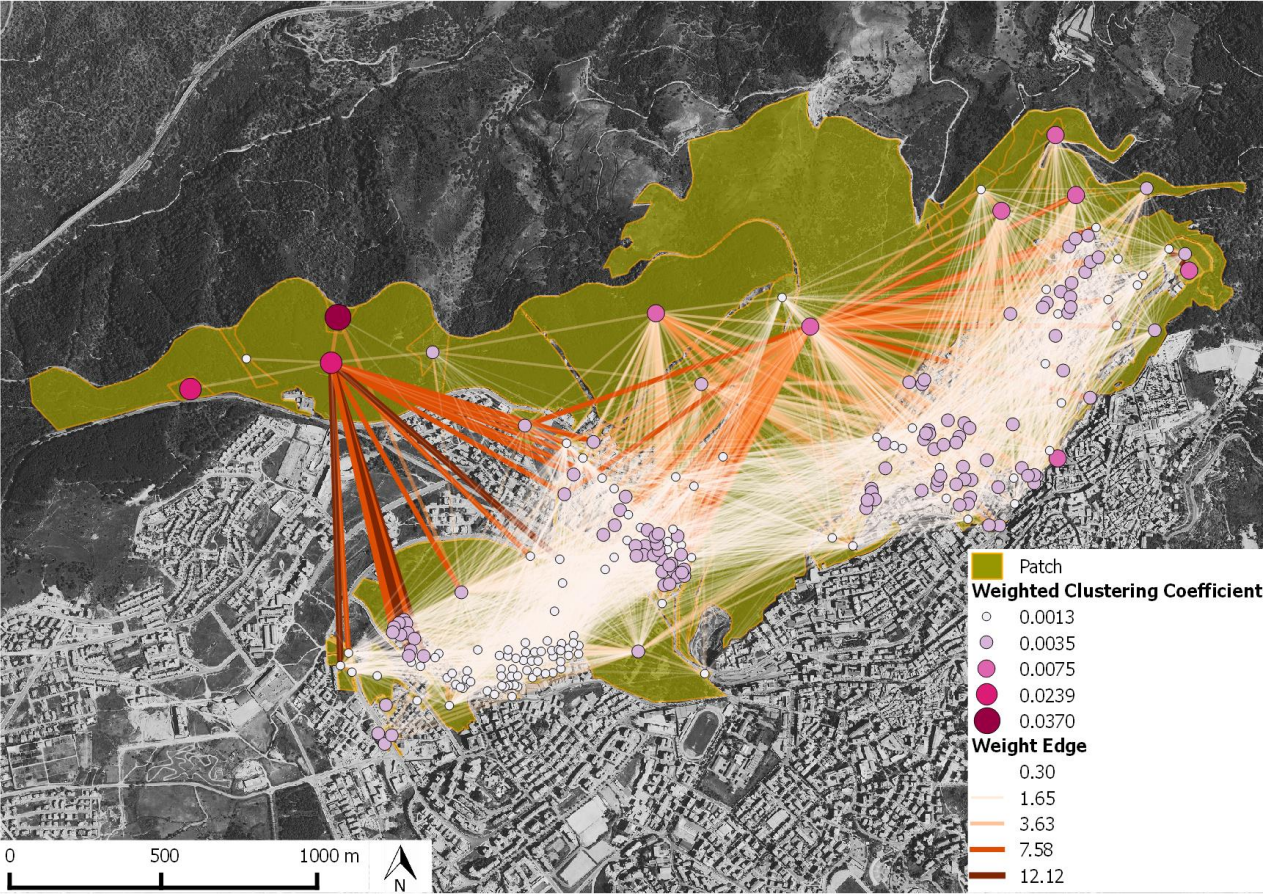 Patch
Weighted Clustering Coefficient
0.0013
0.0035
0.0075
0.0239
0.0370
Weight Edge
0.30
1.65
3.63
7.58
12.12
0 500 1000 m
N